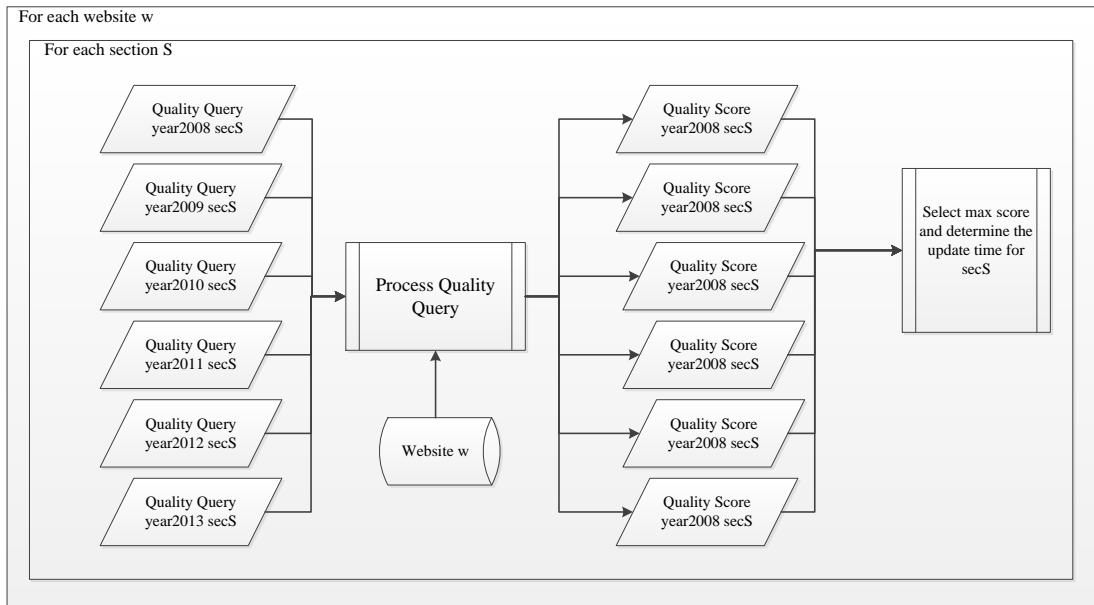 For each website w
For each section S
Quality Query
year2008 secS
Quality Query
year2009 secS
Quality Query
year2010 secS
Quality Query
year2011 secS
Quality Query
year2012 secS
Quality Query
year2013 secS
Process Quality
Query
Website w
Quality Score
year2008 secS
Quality Score
year2008 secS
Quality Score
year2008 secS
Quality Score
year2008 secS
Quality Score
year2008 secS
Quality Score
year2008 secS
Select max score
and determine the
update time for
secS